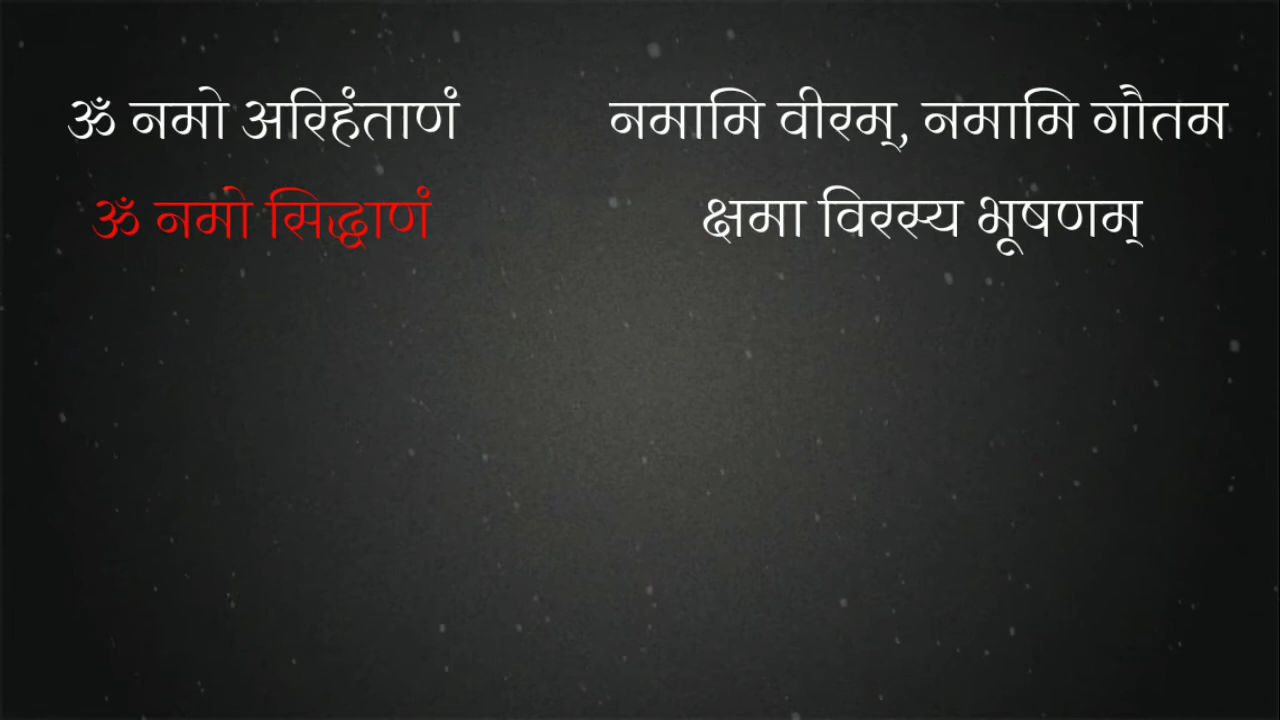 ॐ नमो अरिहंताणं
ॐ नमो सिद्धाणं
नमामि वीरम्, नमामि गौतम
क्षमा विरस्य भूषणम्